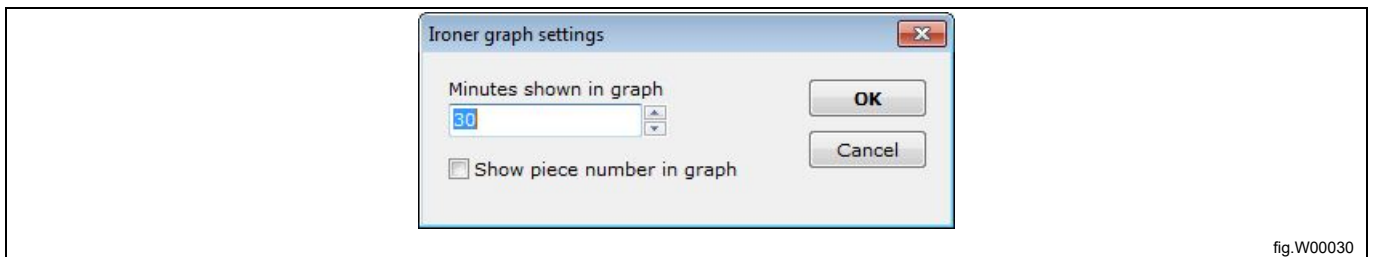 Ironer graph settings
Minutes shown in graph
30
OK
Cancel
Show piece number in graph
fig.W00030